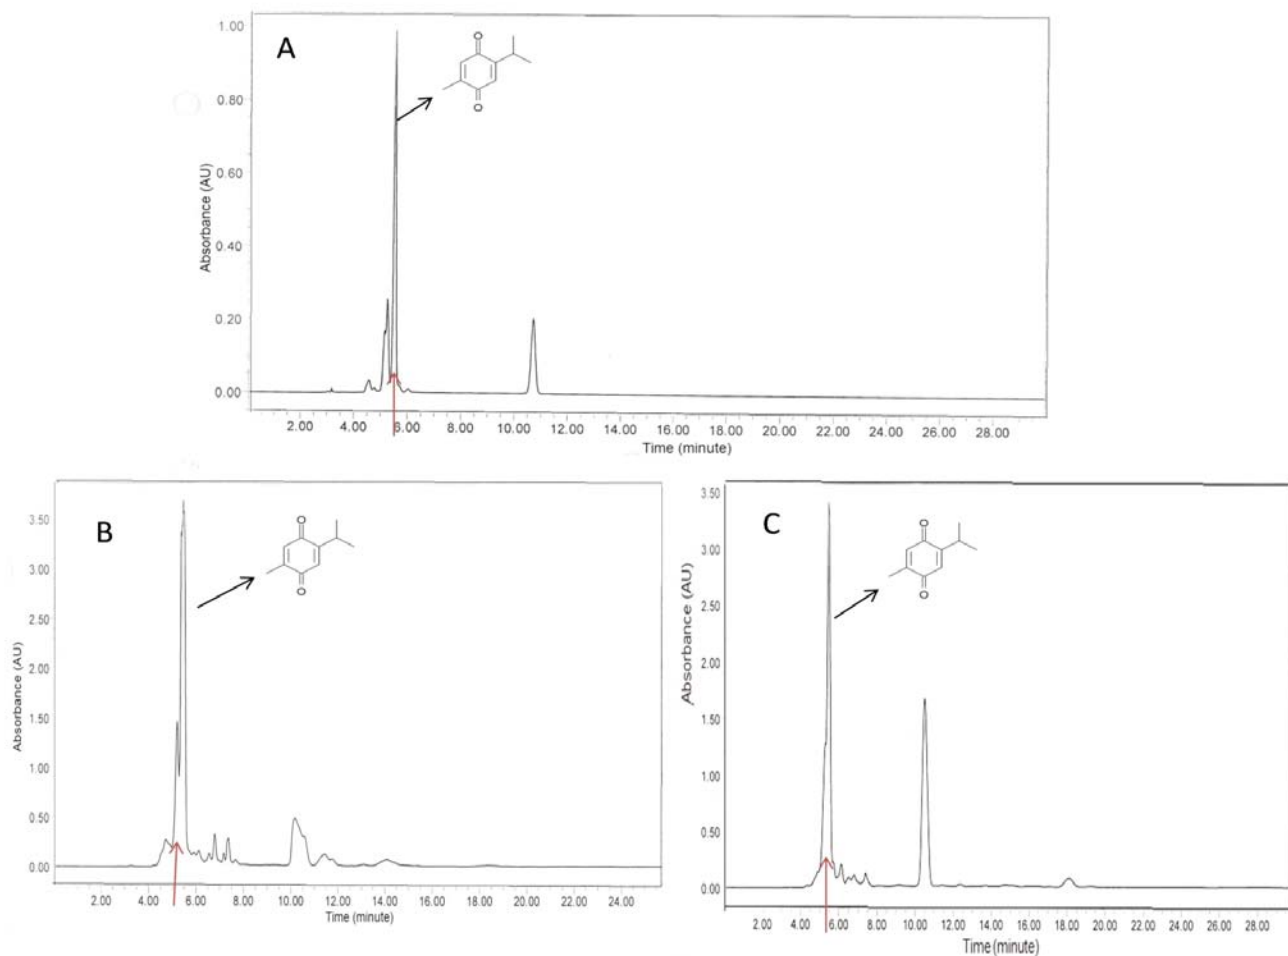 A
O
O
1.00
0.80
0.60
0.40
0.20
0.00
Absorbance (AU)
2.00 4.00 6.00 8.00 10.00 12.00 14.00 16.00 18.00 20.00 22.00 24.00 26.00 28.00
Time (minute)
B
O
O
3.50
3.00
2.50
2.00
1.50
1.00
0.50
0.00
Absorbance (AU)
2.00 4.00 6.00 8.00 10.00 12.00 14.00 16.00 18.00 20.00 22.00 24.00
Time (minute)
C
O
O
3.50
3.00
2.50
2.00
1.50
1.00
0.50
0.00
Absorbance (AU)
2.00 4.00 6.00 8.00 10.00 12.00 14.00 16.00 18.00 20.00 22.00 24.00 26.00 28.00
Time (minute)